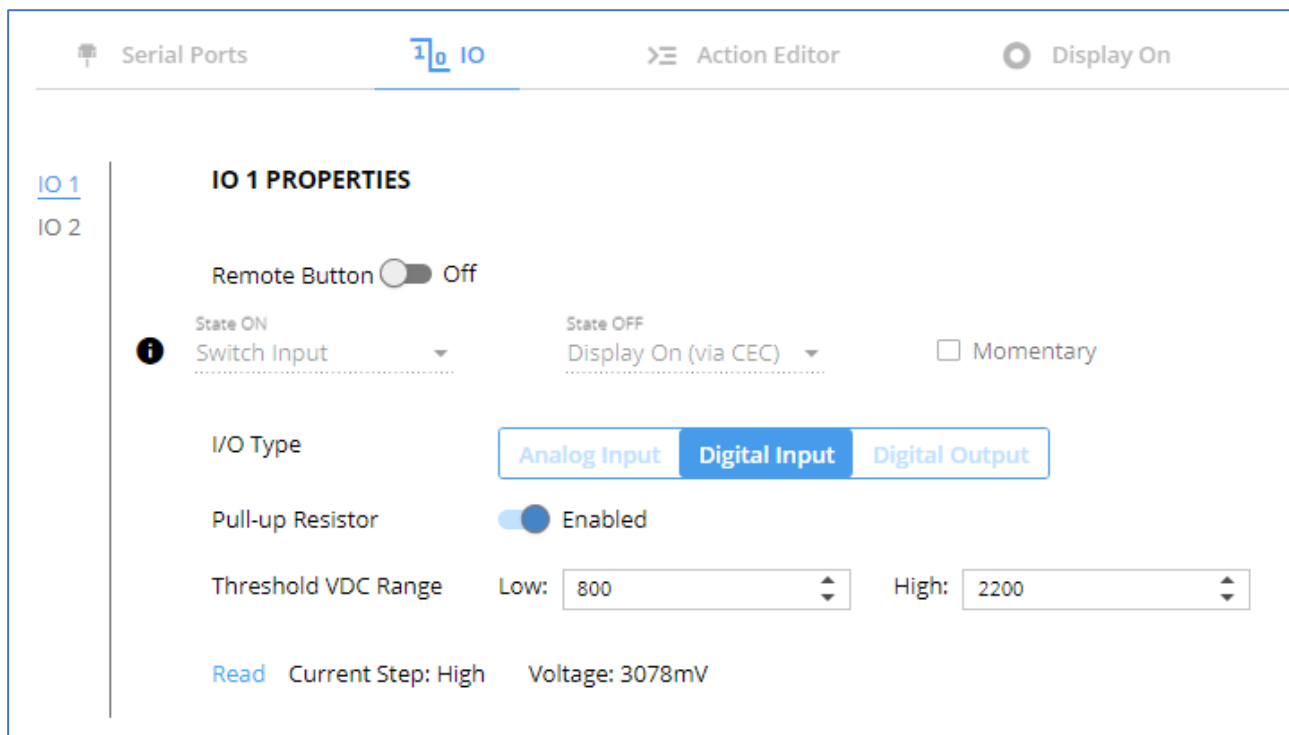 Serial Ports IO Action Editor Display On
IO 1
IO 2
IO 1 PROPERTIES
Remote Button Off
State ON State OFF
Switch Input Display On (via CEC) Momentary
I/O Type Analog Input Digital Input Digital Output
Pull-up Resistor Enabled
Threshold VDC Range Low: 800 High: 2200
Read Current Step: High Voltage: 3078mV